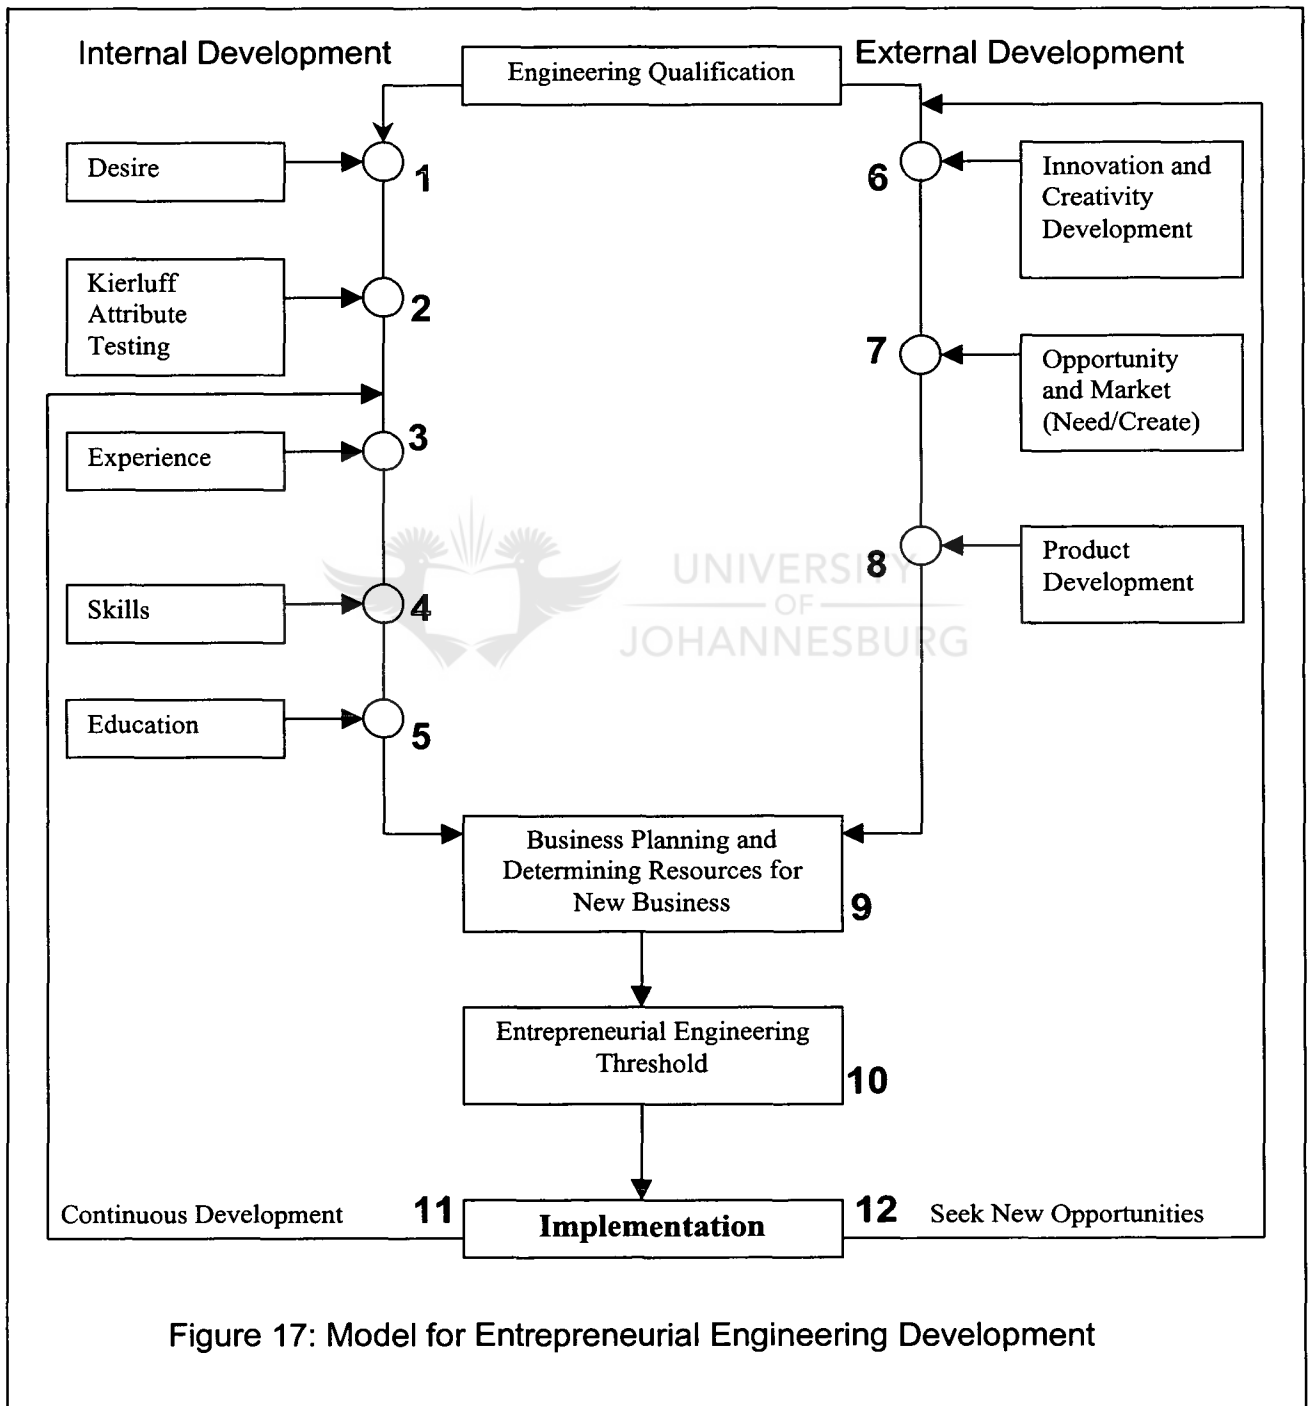 Internal Development
External Development
Engineering Qualification
Desire
1
6
Innovation and
Creativity
Development
Kierluff
Attribute
Testing
2
7
Opportunity
and Market
(Need/Create)
Experience
3
8
Product
Development
UNIVERSITY
OF
JOHANNESBURG
Skills
4
Education
5
Business Planning and
Determining Resources for
New Business
9
Entrepreneurial Engineering
Threshold
10
Continuous Development
11
Implementation
12
Seek New Opportunities
Figure 17: Model for Entrepreneurial Engineering Development